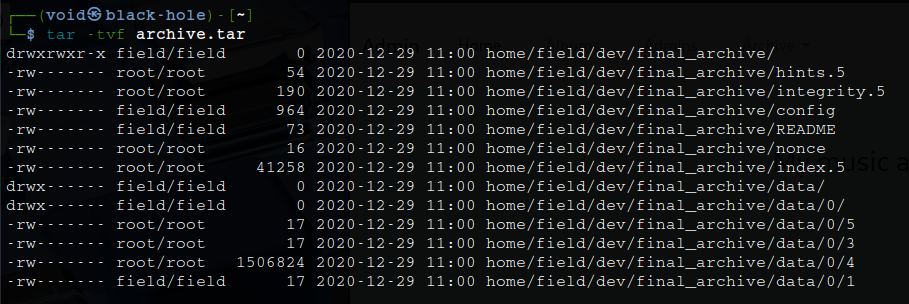 ┌──(void㉿black-hole)-[~]
└─$ tar -tvf archive.tar
drwxrwxr-x field/field       0 2020-12-29 11:00 home/field/dev/final_archive/
-rw------- root/root        54 2020-12-29 11:00 home/field/dev/final_archive/hints.5
-rw------- root/root       190 2020-12-29 11:00 home/field/dev/final_archive/integrity.5
-rw------- field/field     964 2020-12-29 11:00 home/field/dev/final_archive/config
-rw------- field/field      73 2020-12-29 11:00 home/field/dev/final_archive/README
-rw------- root/root        16 2020-12-29 11:00 home/field/dev/final_archive/nonce
-rw------- root/root     41258 2020-12-29 11:00 home/field/dev/final_archive/index.5
drwx------ field/field       0 2020-12-29 11:00 home/field/dev/final_archive/data/
drwx------ field/field       0 2020-12-29 11:00 home/field/dev/final_archive/data/0/
-rw------- root/root        17 2020-12-29 11:00 home/field/dev/final_archive/data/0/5
-rw------- root/root        17 2020-12-29 11:00 home/field/dev/final_archive/data/0/3
-rw------- root/root   1506824 2020-12-29 11:00 home/field/dev/final_archive/data/0/4
-rw------- field/field      17 2020-12-29 11:00 home/field/dev/final_archive/data/0/1